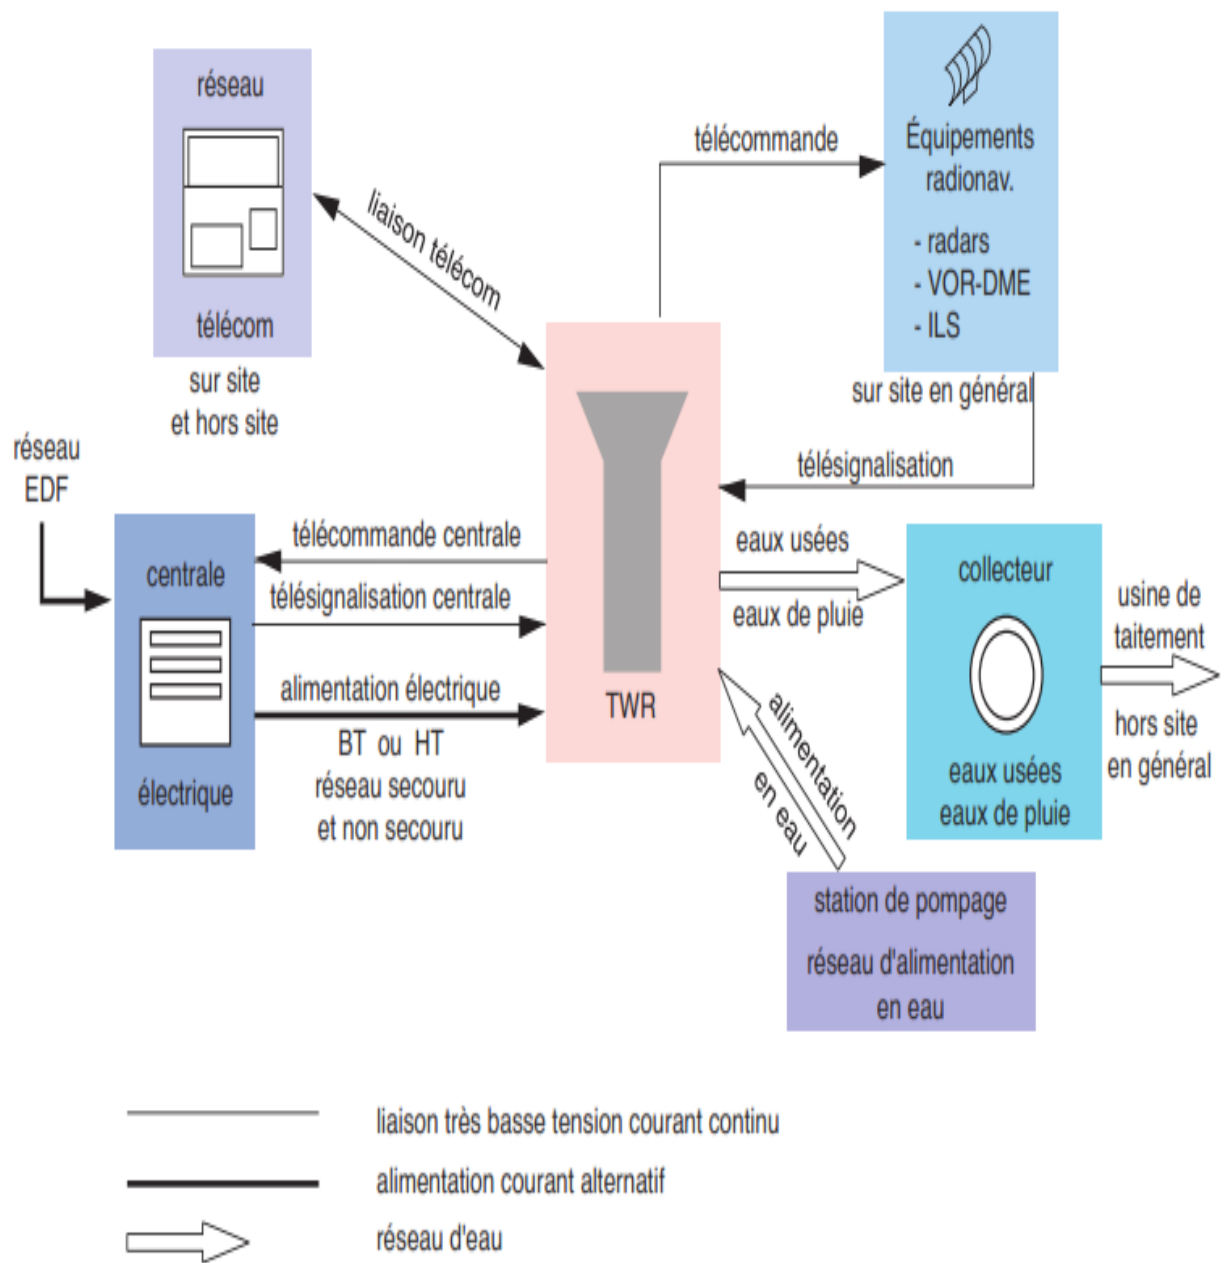 réseau
télécom
sur site
et hors site
liaison télécom
télécommande
Équipements
radionav.
- radars
- VOR-DME
- ILS
sur site en général
télésignalisation
réseau
EDF
centrale
électrique
télécommande centrale
télésignalisation centrale
alimentation électrique
BT ou HT
réseau secouru
et non secouru
TWR
eaux usées
eaux de pluie
collecteur
eaux usées
eaux de pluie
usine de
taitement
hors site
en général
alimentation
en eau
station de pompage
réseau d'alimentation
en eau
liaison très basse tension courant continu
alimentation courant alternatif
réseau d'eau